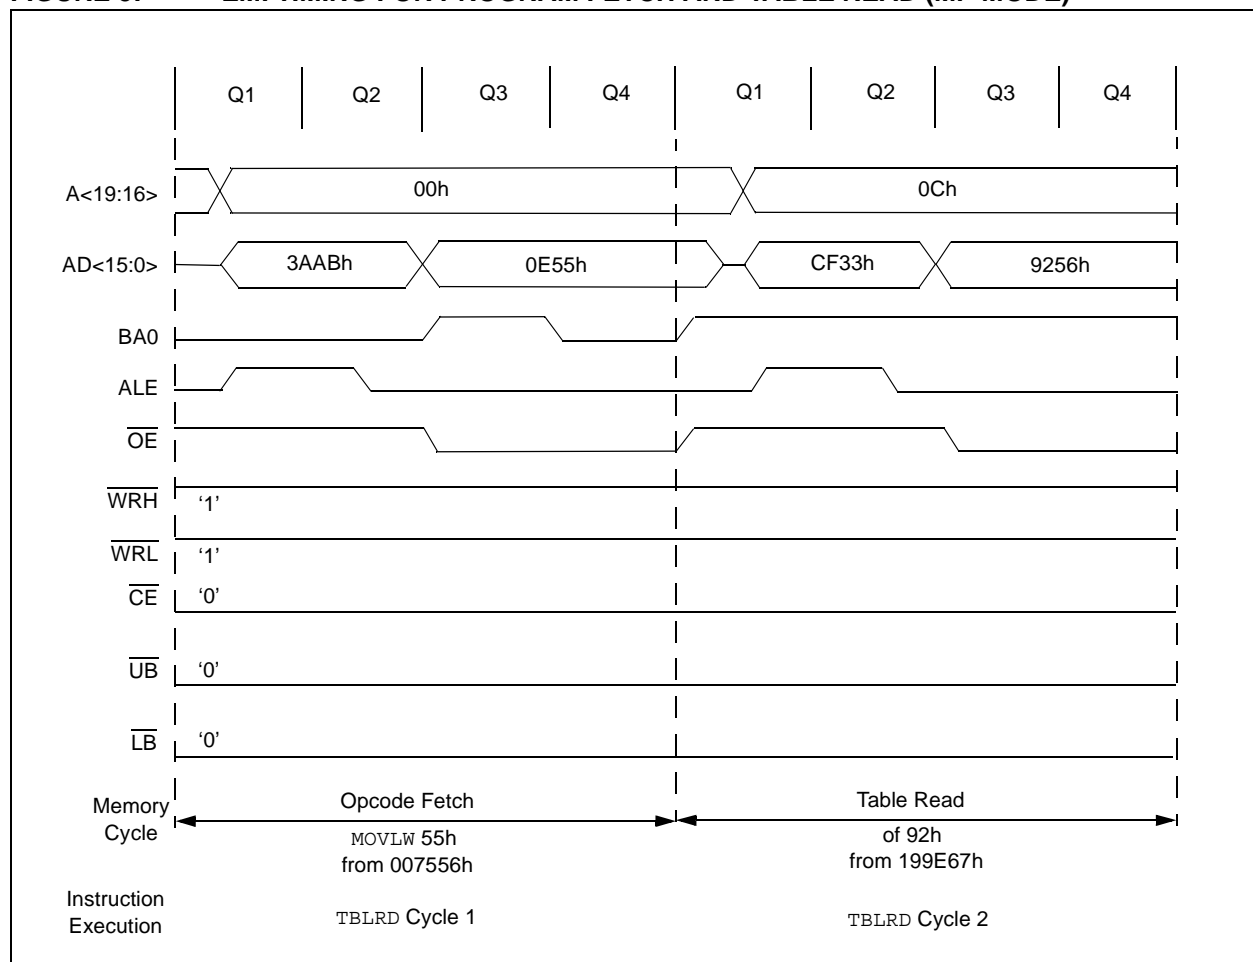 Q1 Q2 Q3 Q4 Q1 Q2 Q3 Q4
A<19:16> 00h 0Ch
AD<15:0> 3AABh 0E55h CF33h 9256h
BA0
ALE
OE
WRH '1'
WRL '1'
CE '0'
UB '0'
LB '0'
Memory Cycle
Opcode Fetch
MOVLW 55h
from 007556h
Table Read
of 92h
from 199E67h
Instruction
Execution
TBLRD Cycle 1
TBLRD Cycle 2